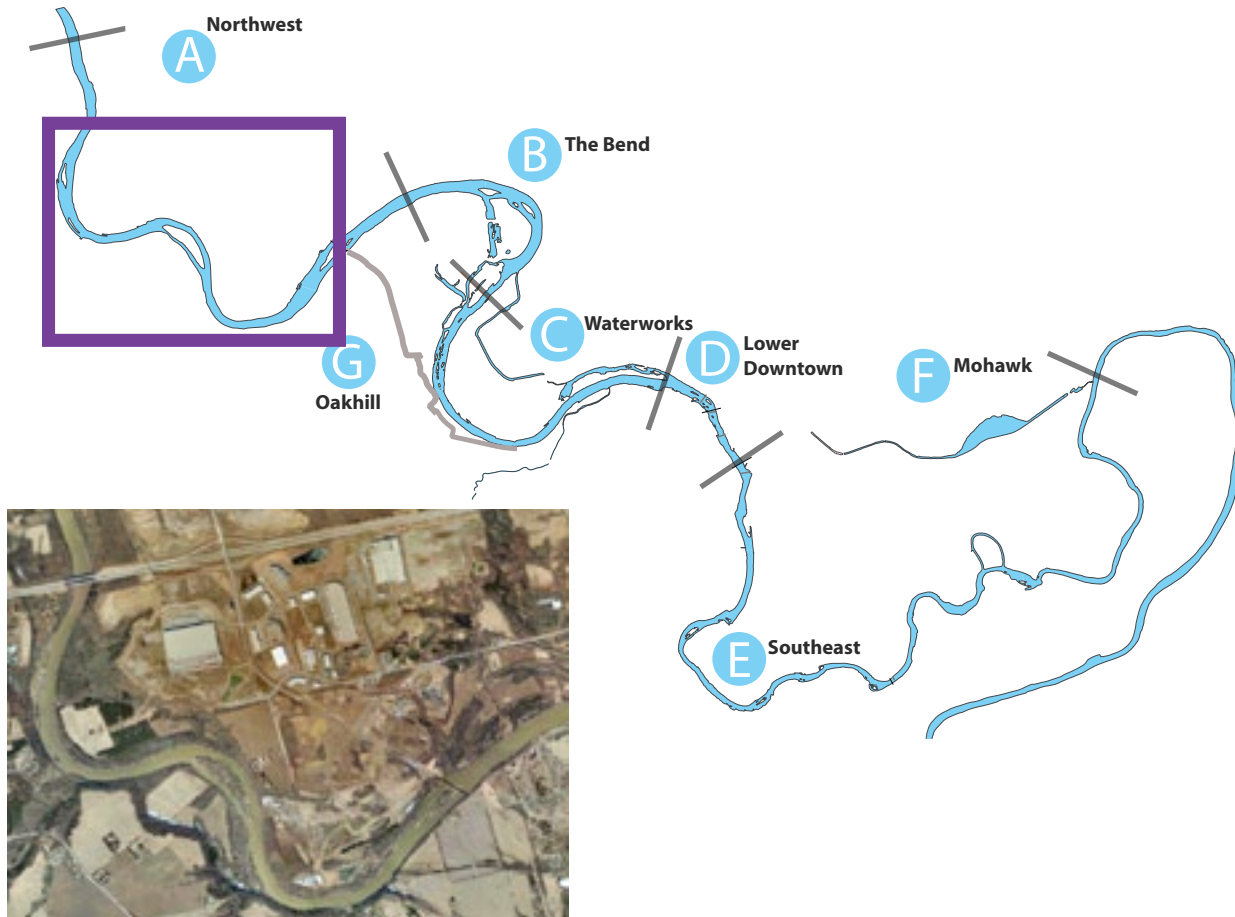 A
Northwest
B
The Bend
C
Waterworks
D
Lower
Downtown
F
Mohawk
G
Oakhill
E
Southeast